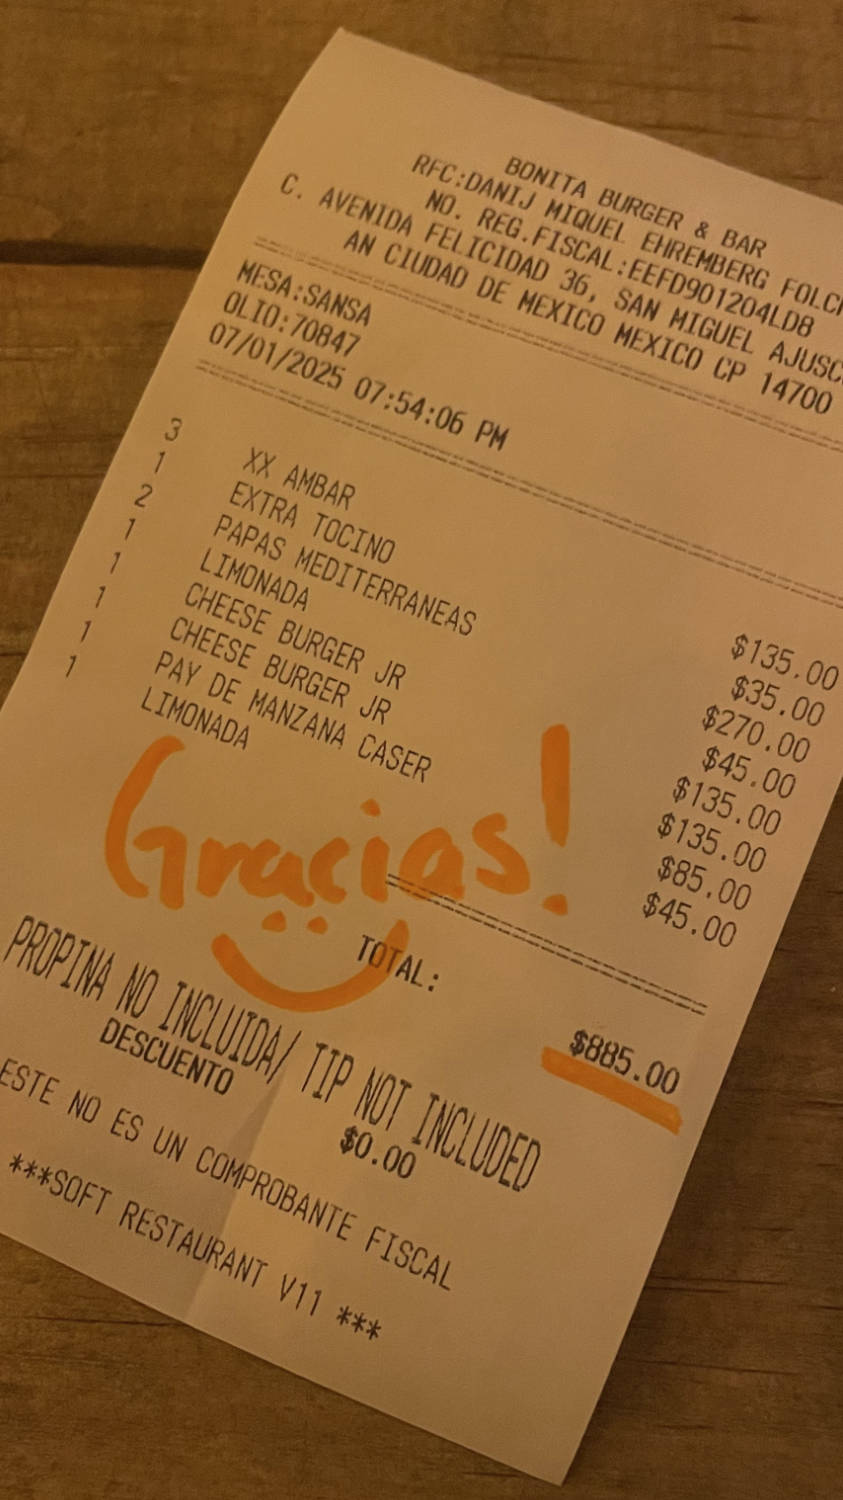 BONITA BURGER & BAR
RFC:DANIJ MIQUEL EHREMBERG FOLCH
NO. REG.FISCAL:EEFD901204LD8
C. AVENIDA FELICIDAD 36, SAN MIGUEL AJUSC
AN CIUDAD DE MEXICO MEXICO CP 14700
MESA:SANSA
OLIO:70847
07/01/2025 07:54:06 PM
3 XX AMBAR $135.00
1 EXTRA TOCINO $35.00
2 PAPAS MEDITERRANEAS $270.00
1 LIMONADA $45.00
1 CHEESE BURGER JR $135.00
1 CHEESE BURGER JR $135.00
1 PAY DE MANZANA CASER $85.00
1 LIMONADA $45.00
Gracias!
TOTAL: $885.00
PROPINA NO INCLUIDA/ TIP NOT INCLUDED
DESCUENTO $0.00
ESTE NO ES UN COMPROBANTE FISCAL
***SOFT RESTAURANT V11 ***